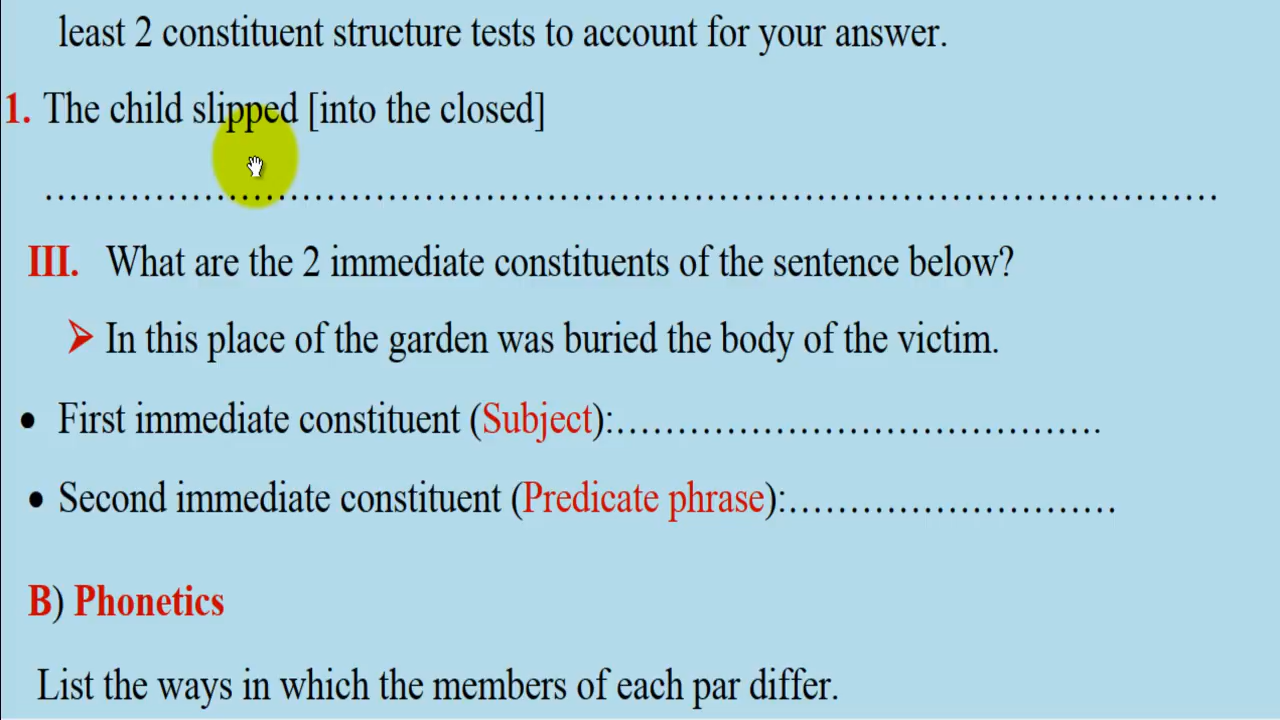 least 2 constituent structure tests to account for your answer.
1. The child slipped [into the closed]
………………………………………………………………………………
III. What are the 2 immediate constituents of the sentence below?
➢ In this place of the garden was buried the body of the victim.
• First immediate constituent (Subject):……………………………….
• Second immediate constituent (Predicate phrase):…………………………
B) Phonetics
List the ways in which the members of each par differ.